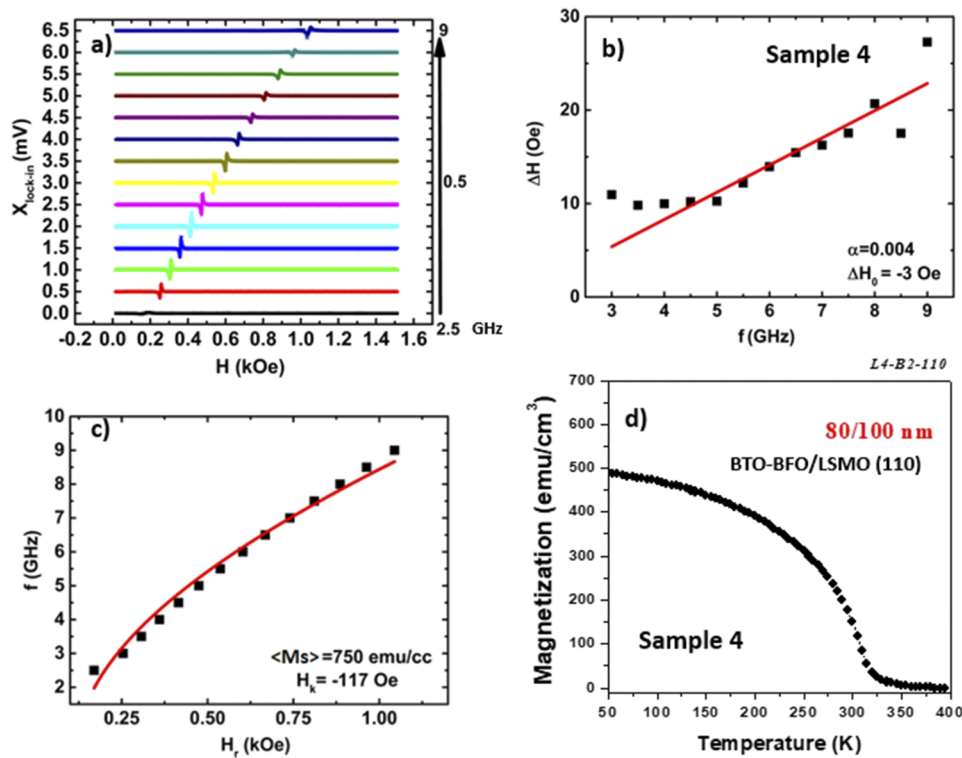 a)
X lock-in (mV)
6.5
6.0
5.5
5.0
4.5
4.0
3.5
3.0
2.5
2.0
1.5
1.0
0.5
0.0
-0.2 0.0 0.2 0.4 0.6 0.8 1.0 1.2 1.4 1.6
H (kOe)
9
0.5
2.5 GHz
b)
Sample 4
ΔH (Oe)
30
20
10
0
3 4 5 6 7 8 9
f (GHz)
α=0.004
ΔH₀ = -3 Oe
c)
f (GHz)
10
9
8
7
6
5
4
3
2
0.25 0.50 0.75 1.00
Hᵣ (kOe)
<Ms> =750 emu/cc
Hₖ= -117 Oe
L4-B2-110
d)
Magnetization (emu/cm³)
700
600
500
400
300
200
100
0
50 100 150 200 250 300 350 400
Temperature (K)
80/100 nm
BTO-BFO/LSMO (110)
Sample 4